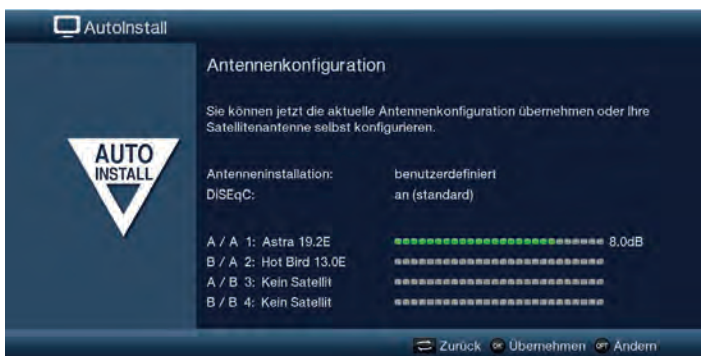 AutoInstall
Antennenkonfiguration
Sie können jetzt die aktuelle Antennenkonfiguration übernehmen oder Ihre
Satellitenantenne selbst konfigurieren.
AUTO
INSTALL
Antenneninstallation: benutzerdefiniert
DiSEqC: an (standard)
A / A 1: Astra 19.2E 8.0dB
B / A 2: Hot Bird 13.0E
A / B 3: Kein Satellit
B / B 4: Kein Satellit
Zurück OK Übernehmen OPT Ändern